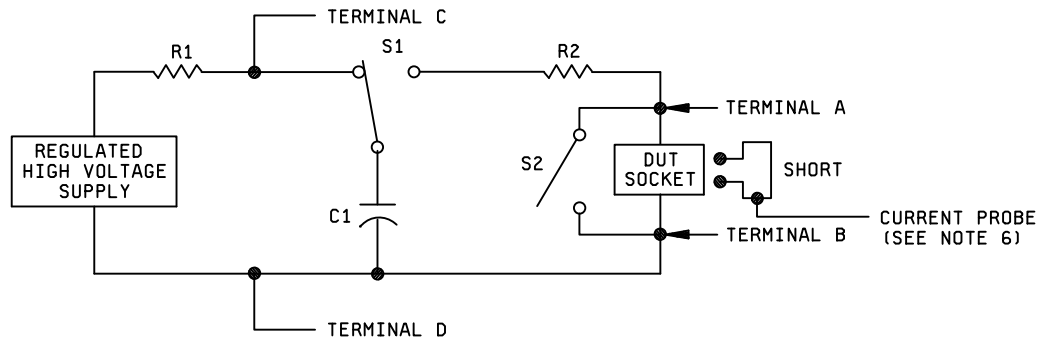 TERMINAL C
S1
R1
R2
TERMINAL A
REGULATED
HIGH VOLTAGE
SUPPLY
S2
DUT
SOCKET
SHORT
C1
CURRENT PROBE
(SEE NOTE 6)
TERMINAL B
TERMINAL D